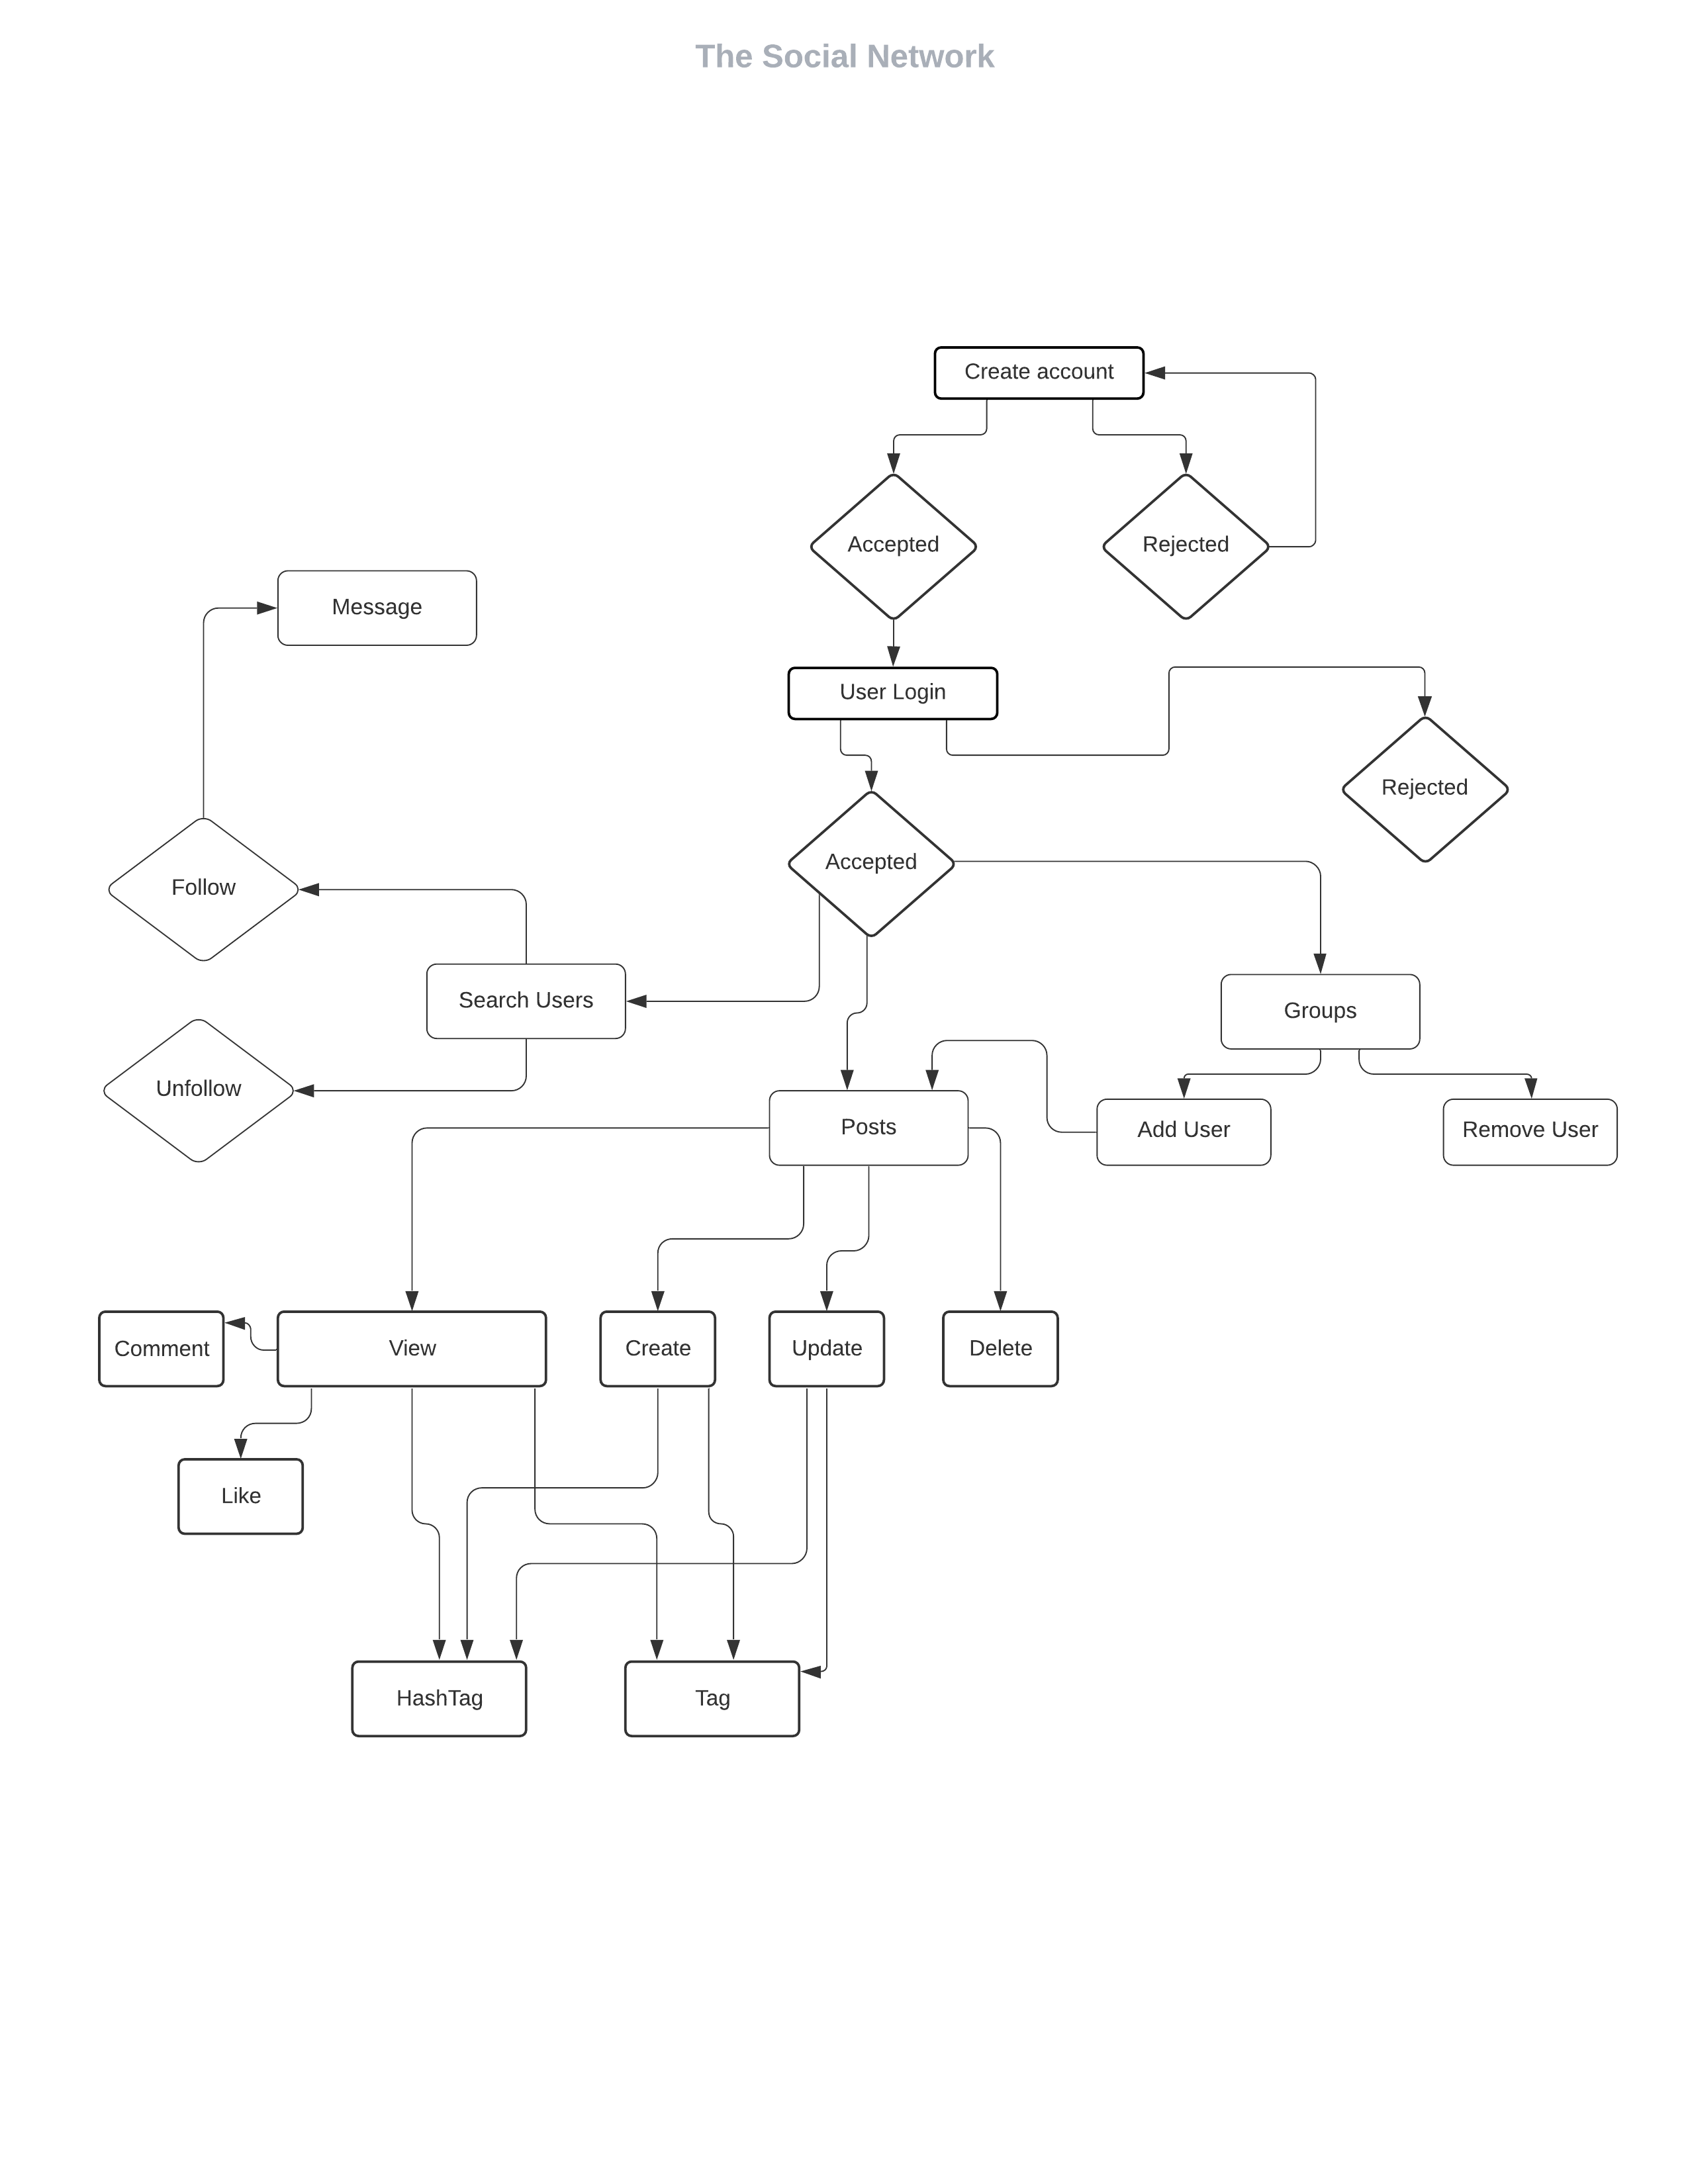 The Social Network
Create account
Accepted
Rejected
Message
User Login
Rejected
Accepted
Follow
Search Users
Groups
Unfollow
Posts
Add User
Remove User
Comment
View
Create
Update
Delete
Like
HashTag
Tag